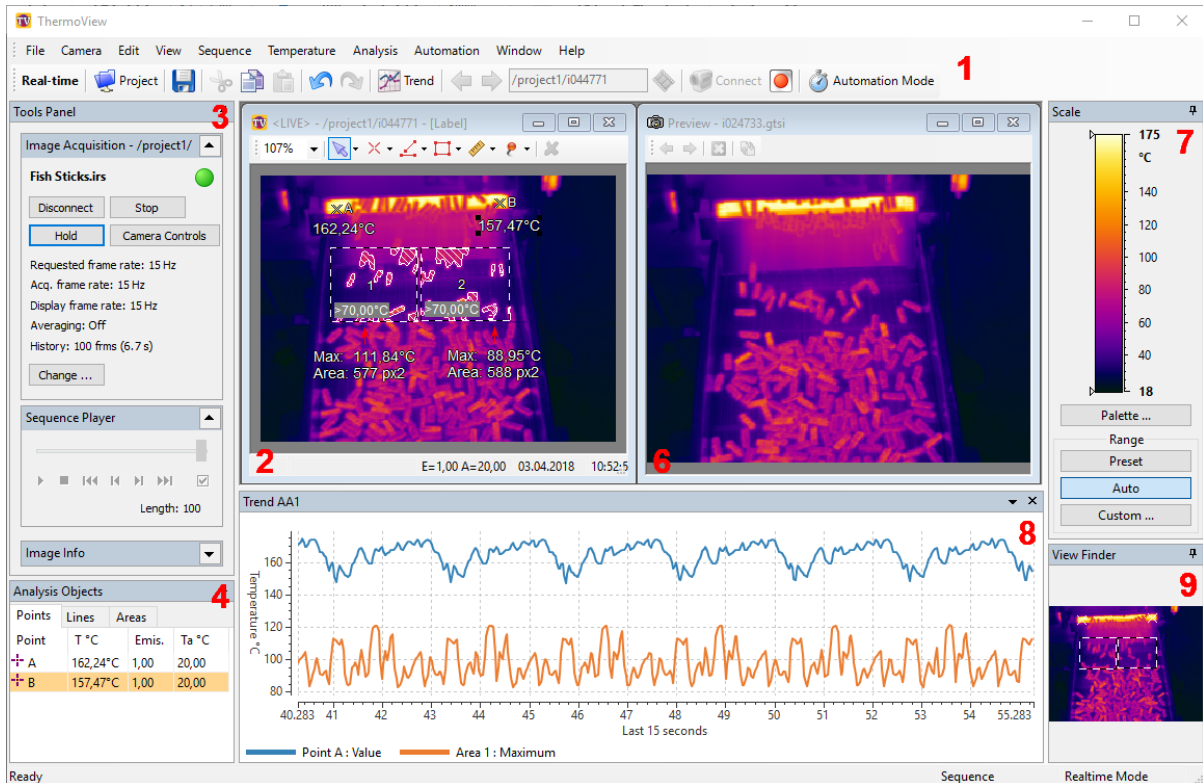 ThermoView
File Camera Edit View Sequence Temperature Analysis Automation Window Help
Real-time Project Trend /project1/i044771 Connect Automation Mode 1
Tools Panel 3
Image Acquisition - /project1/
Fish Sticks.irs
Disconnect Stop
Hold Camera Controls
Requested frame rate: 15 Hz
Acq. frame rate: 15 Hz
Display frame rate: 15 Hz
Averaging: Off
History: 100 frms (6.7 s)
Change ...
Sequence Player
Length: 100
Image Info
Analysis Objects 4
Points Lines Areas
Point T °C Emis. Ta °C
A 162,24°C 1,00 20,00
B 157,47°C 1,00 20,00
<LIVE> - /project1/i044771 - [Label]
107%
A B
162,24°C 157,47°C
1 2
>70,00°C >70,00°C
Max: 111,84°C Max: 88,95°C
Area: 577 px2 Area: 588 px2
2 E=1,00 A=20,00 03.04.2018 10:52:5
Preview - i024733.gtsi
6
Scale
7
175
°C
140
120
100
80
60
40
18
Palette ...
Range
Preset
Auto
Custom ...
Trend AA1
8
Temperature °C
160
140
120
100
80
40.283 41 42 43 44 45 46 47 48 49 50 51 52 53 54 55.283
Last 15 seconds
Point A : Value Area 1 : Maximum
View Finder
9
Ready Sequence Realtime Mode